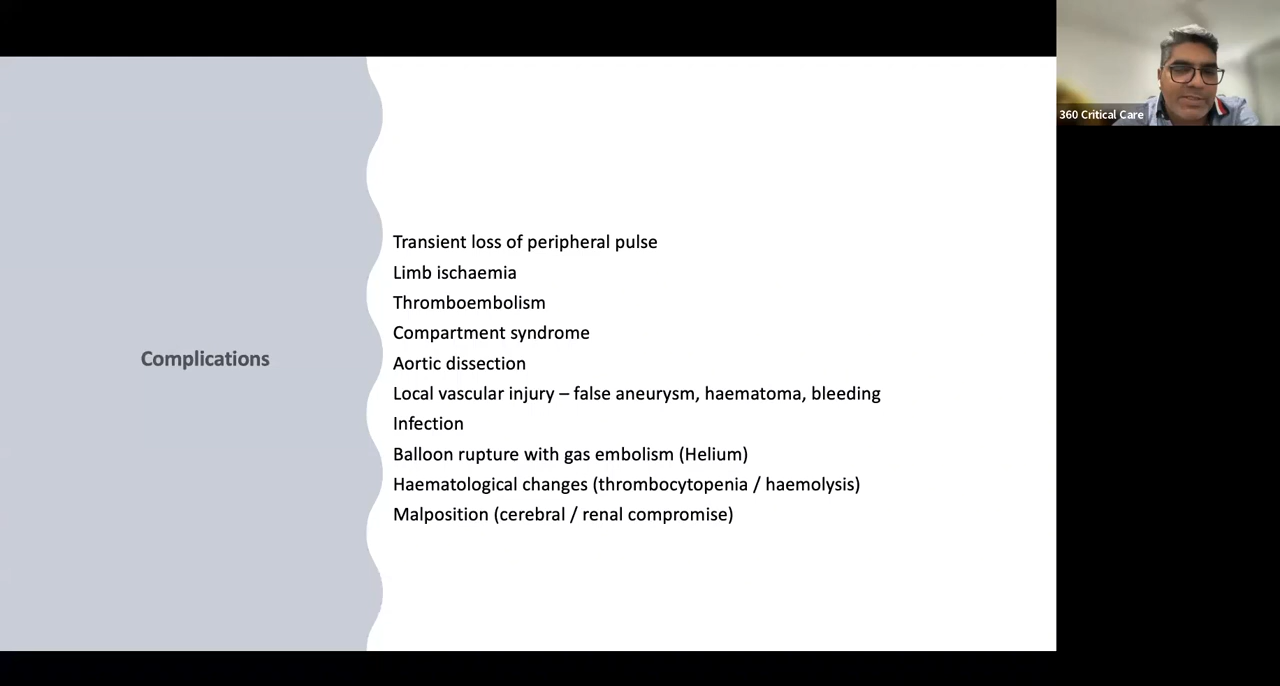 360 Critical Care
Complications
Transient loss of peripheral pulse
Limb ischaemia
Thromboembolism
Compartment syndrome
Aortic dissection
Local vascular injury – false aneurysm, haematoma, bleeding
Infection
Balloon rupture with gas embolism (Helium)
Haematological changes (thrombocytopenia / haemolysis)
Malposition (cerebral / renal compromise)